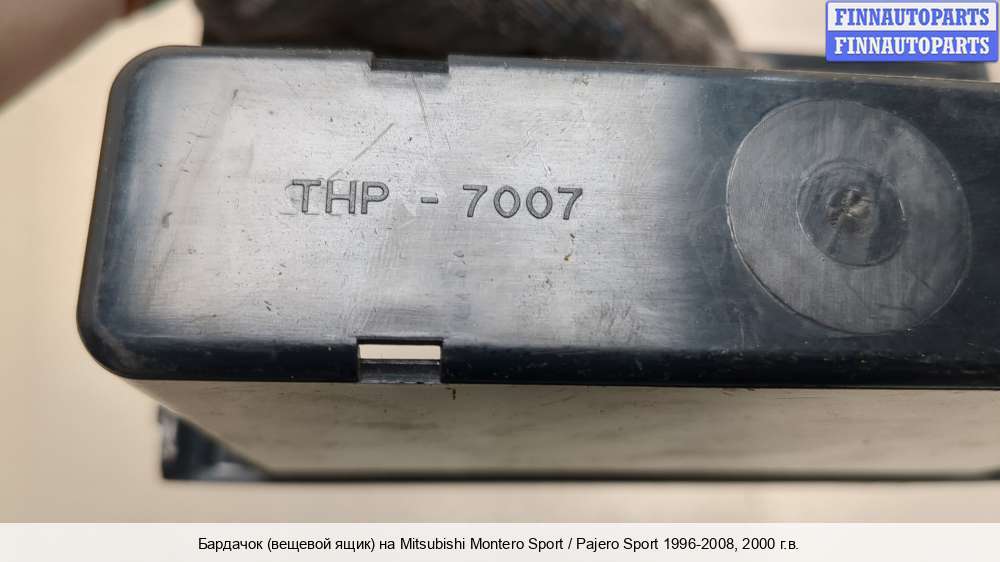 FINNAUTOPARTS
FINNAUTOPARTS
THP - 7007
Бардачок (вещевой ящик) на Mitsubishi Montero Sport / Pajero Sport 1996-2008, 2000 г.в.